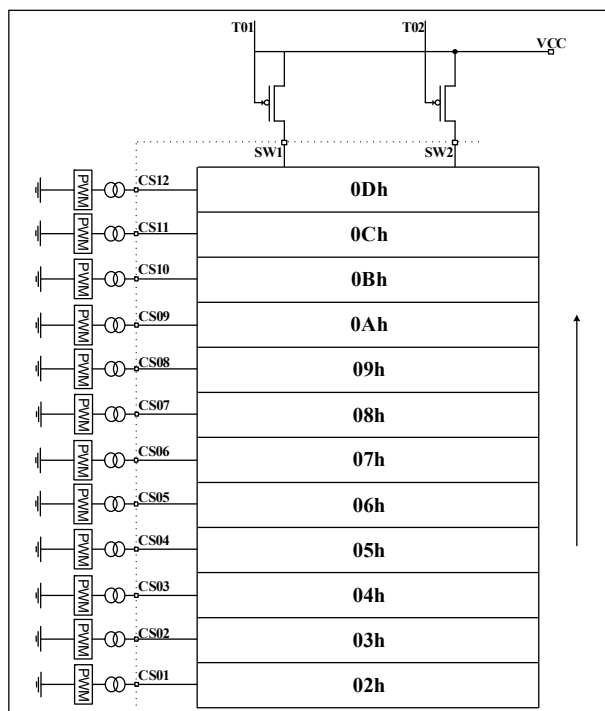 T01 T02
VCC
SW1 SW2
PWM CS12 0Dh
PWM CS11 0Ch
PWM CS10 0Bh
PWM CS09 0Ah
PWM CS08 09h
PWM CS07 08h
PWM CS06 07h
PWM CS05 06h
PWM CS04 05h
PWM CS03 04h
PWM CS02 03h
PWM CS01 02h